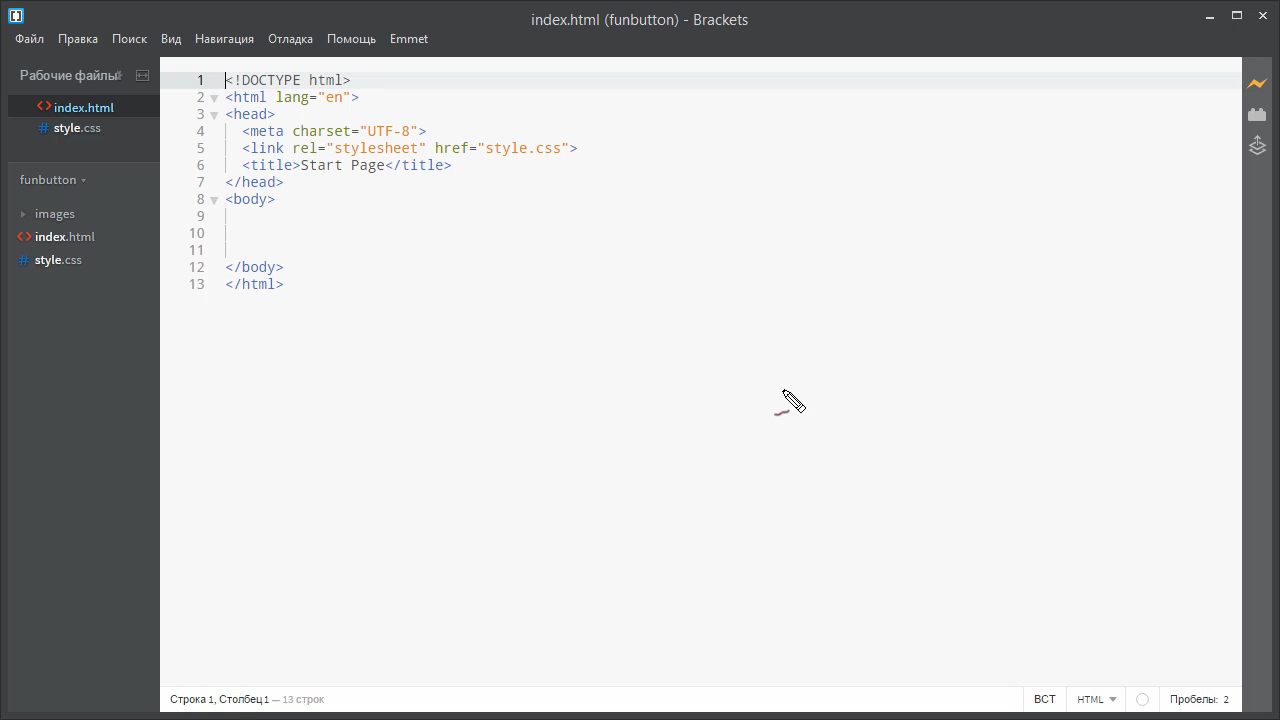 index.html (funbutton) - Brackets
Файл Правка Поиск Вид Навигация Отладка Помощь Emmet
Рабочие файлы
index.html
style.css
funbutton
images
index.html
style.css
1 <!DOCTYPE html>
2 <html lang="en">
3 <head>
4 <meta charset="UTF-8">
5 <link rel="stylesheet" href="style.css">
6 <title>Start Page</title>
7 </head>
8 <body>
9
10
11
12 </body>
13 </html>
Строка 1, Столбец 1 — 13 строк ВСТ HTML Пробелы: 2